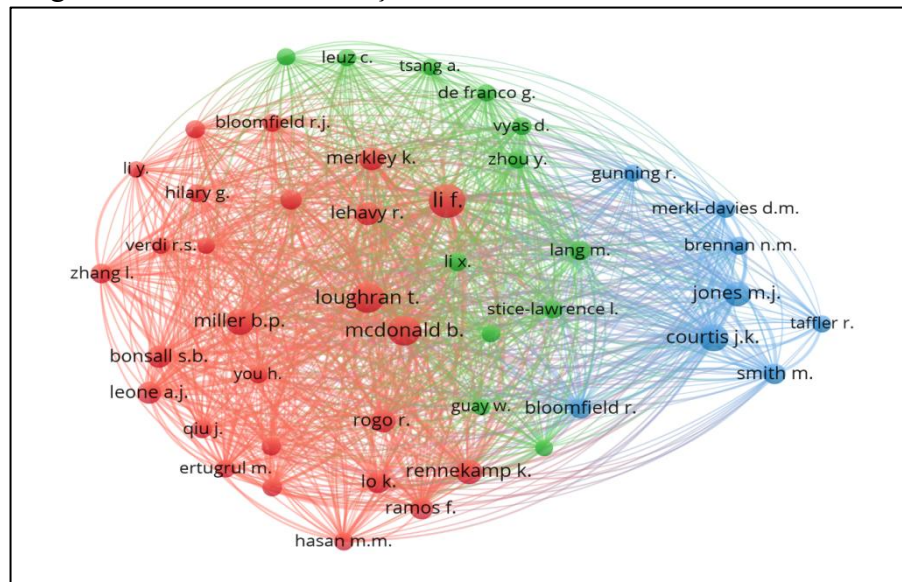 leuz c.
tsang a.
de franco g.
bloomfield r.j.
vyas d.
merkley k.
zhou y.
li y.
gunning r.
hilary g.
li f.
lehavy r.
merkl-davies d.m.
verdi r.s.
brennan n.m.
lang m.
li x.
zhang l.
loughran t.
jones m.j.
stice-lawrence l.
miller b.p.
mcdonald b.
taffler r.
courtis j.k.
bonsall s.b.
you h.
smith m.
leone a.j.
guay w.
bloomfield r.
rogo r.
qiu j.
ertugrul m.
rennekamp k.
lo k.
ramos f.
hasan m.m.